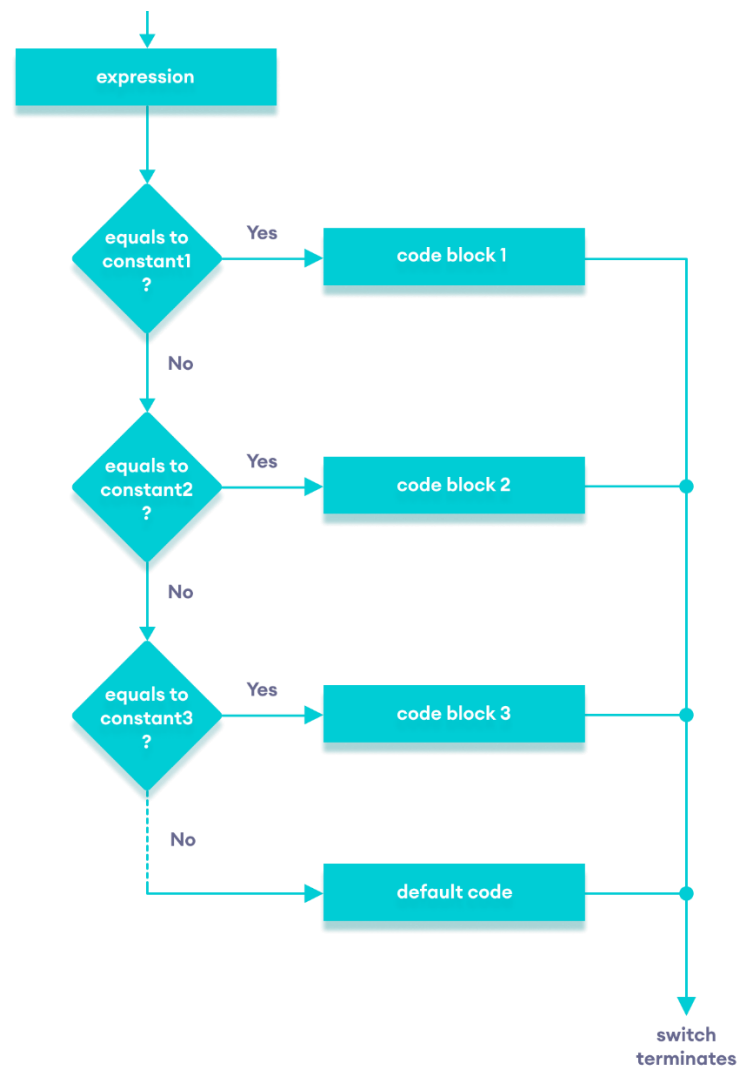 expression
equals to
constant1
?
Yes
code block 1
No
equals to
constant2
?
Yes
code block 2
No
equals to
constant3
?
Yes
code block 3
No
default code
switch
terminates